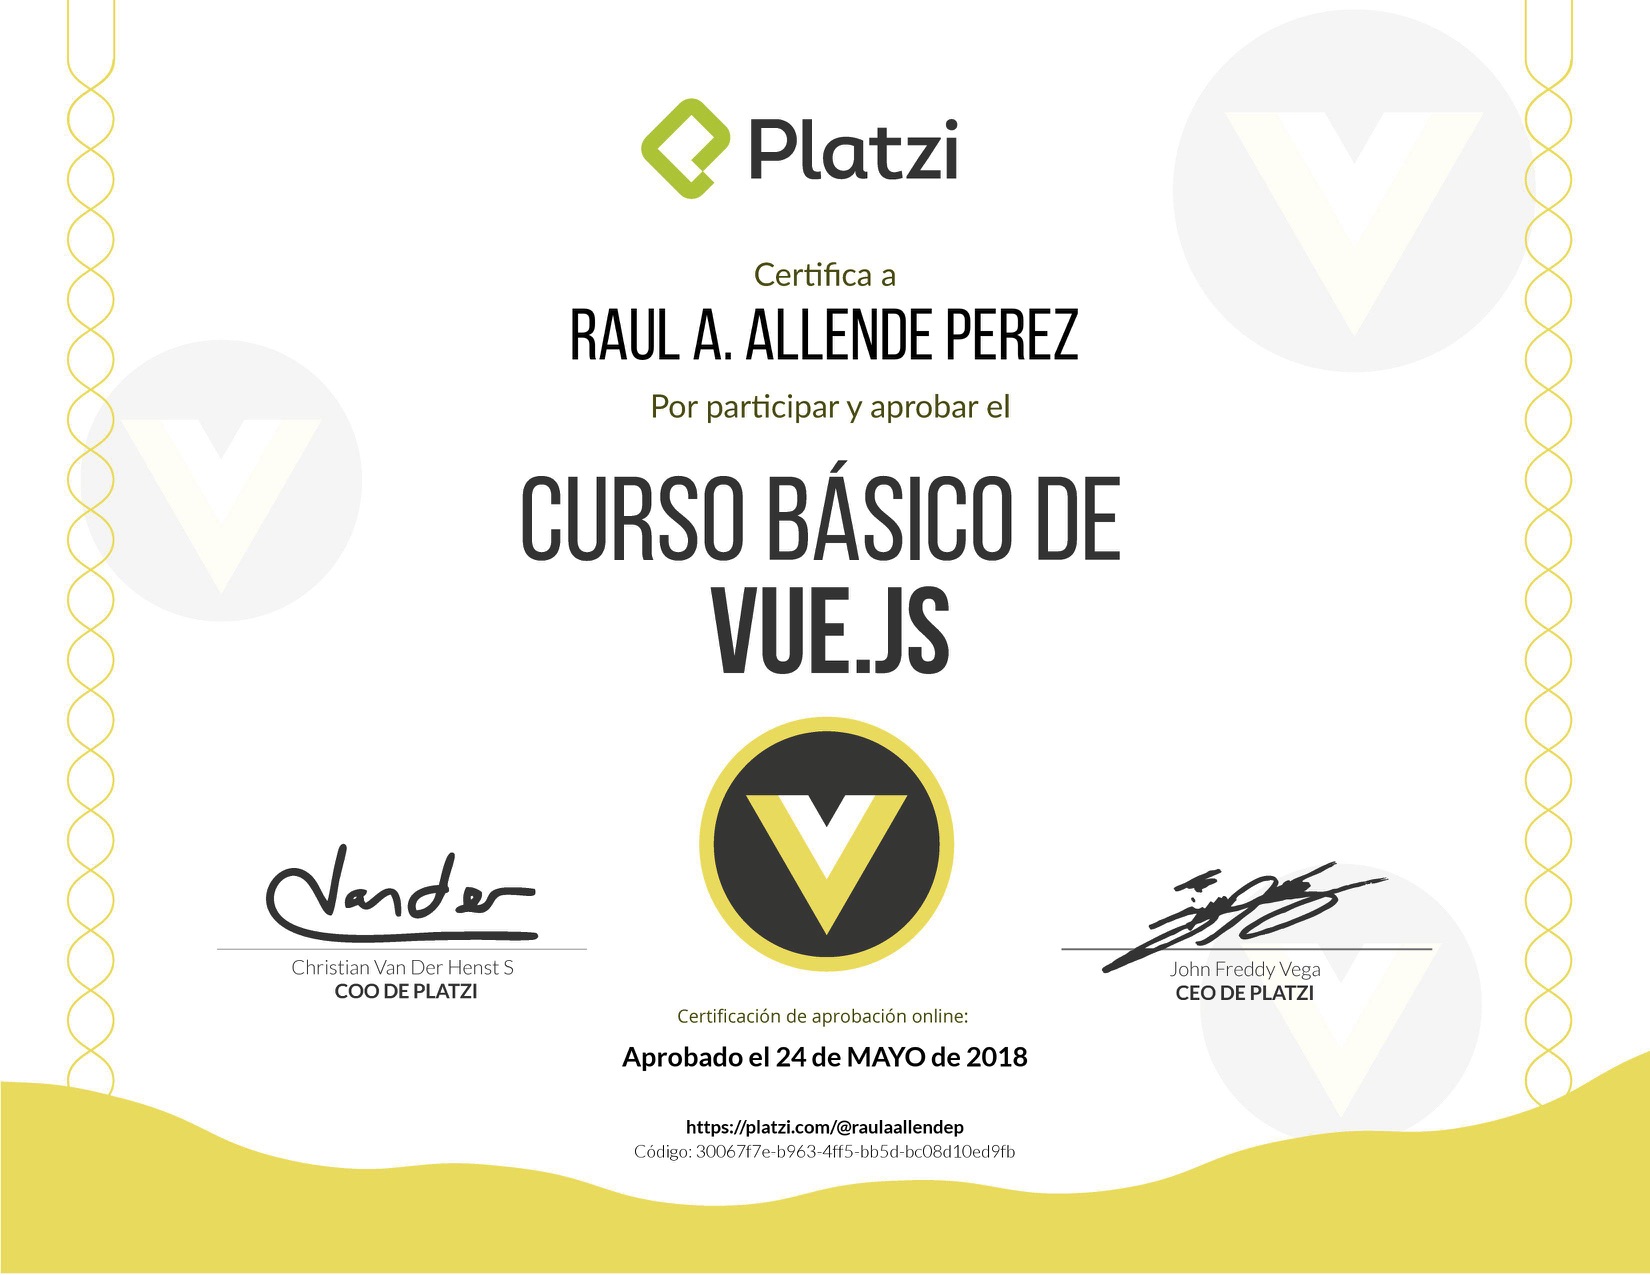 Platzi
Certifica a
RAUL A. ALLENDE PEREZ
Por participar y aprobar el
CURSO BÁSICO DE
VUE.JS
Vander
Christian Van Der Henst S
COO DE PLATZI
John Freddy Vega
CEO DE PLATZI
Certificación de aprobación online:
Aprobado el 24 de MAYO de 2018
https://platzi.com/@raulaallendep
Código: 30067f7e-b963-4ff5-bb5d-bc08d10ed9fb